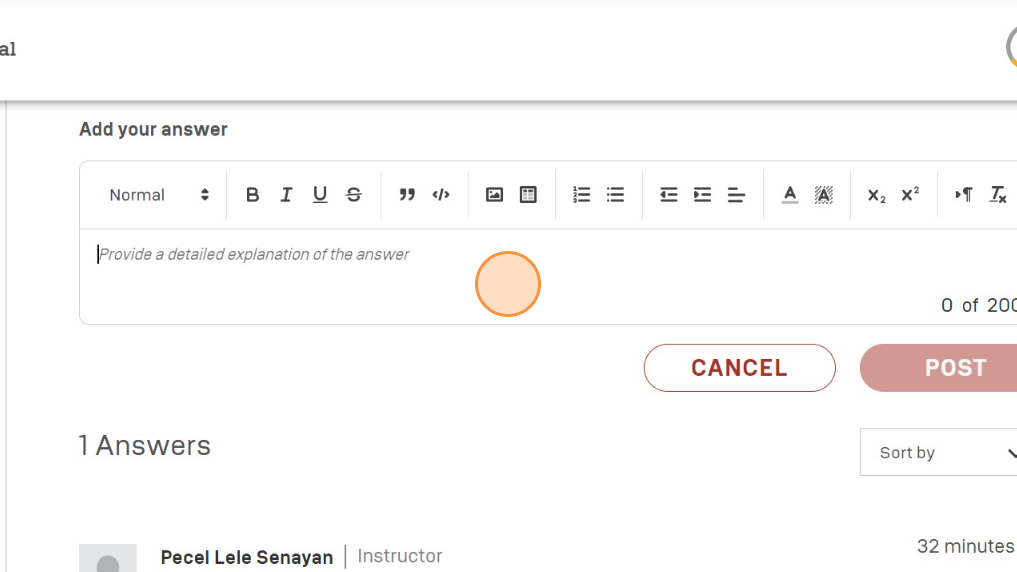 al
Add your answer
Normal B I U S
Provide a detailed explanation of the answer
0 of 200
CANCEL POST
1 Answers
Sort by
Pecel Lele Senayan | Instructor 32 minutes